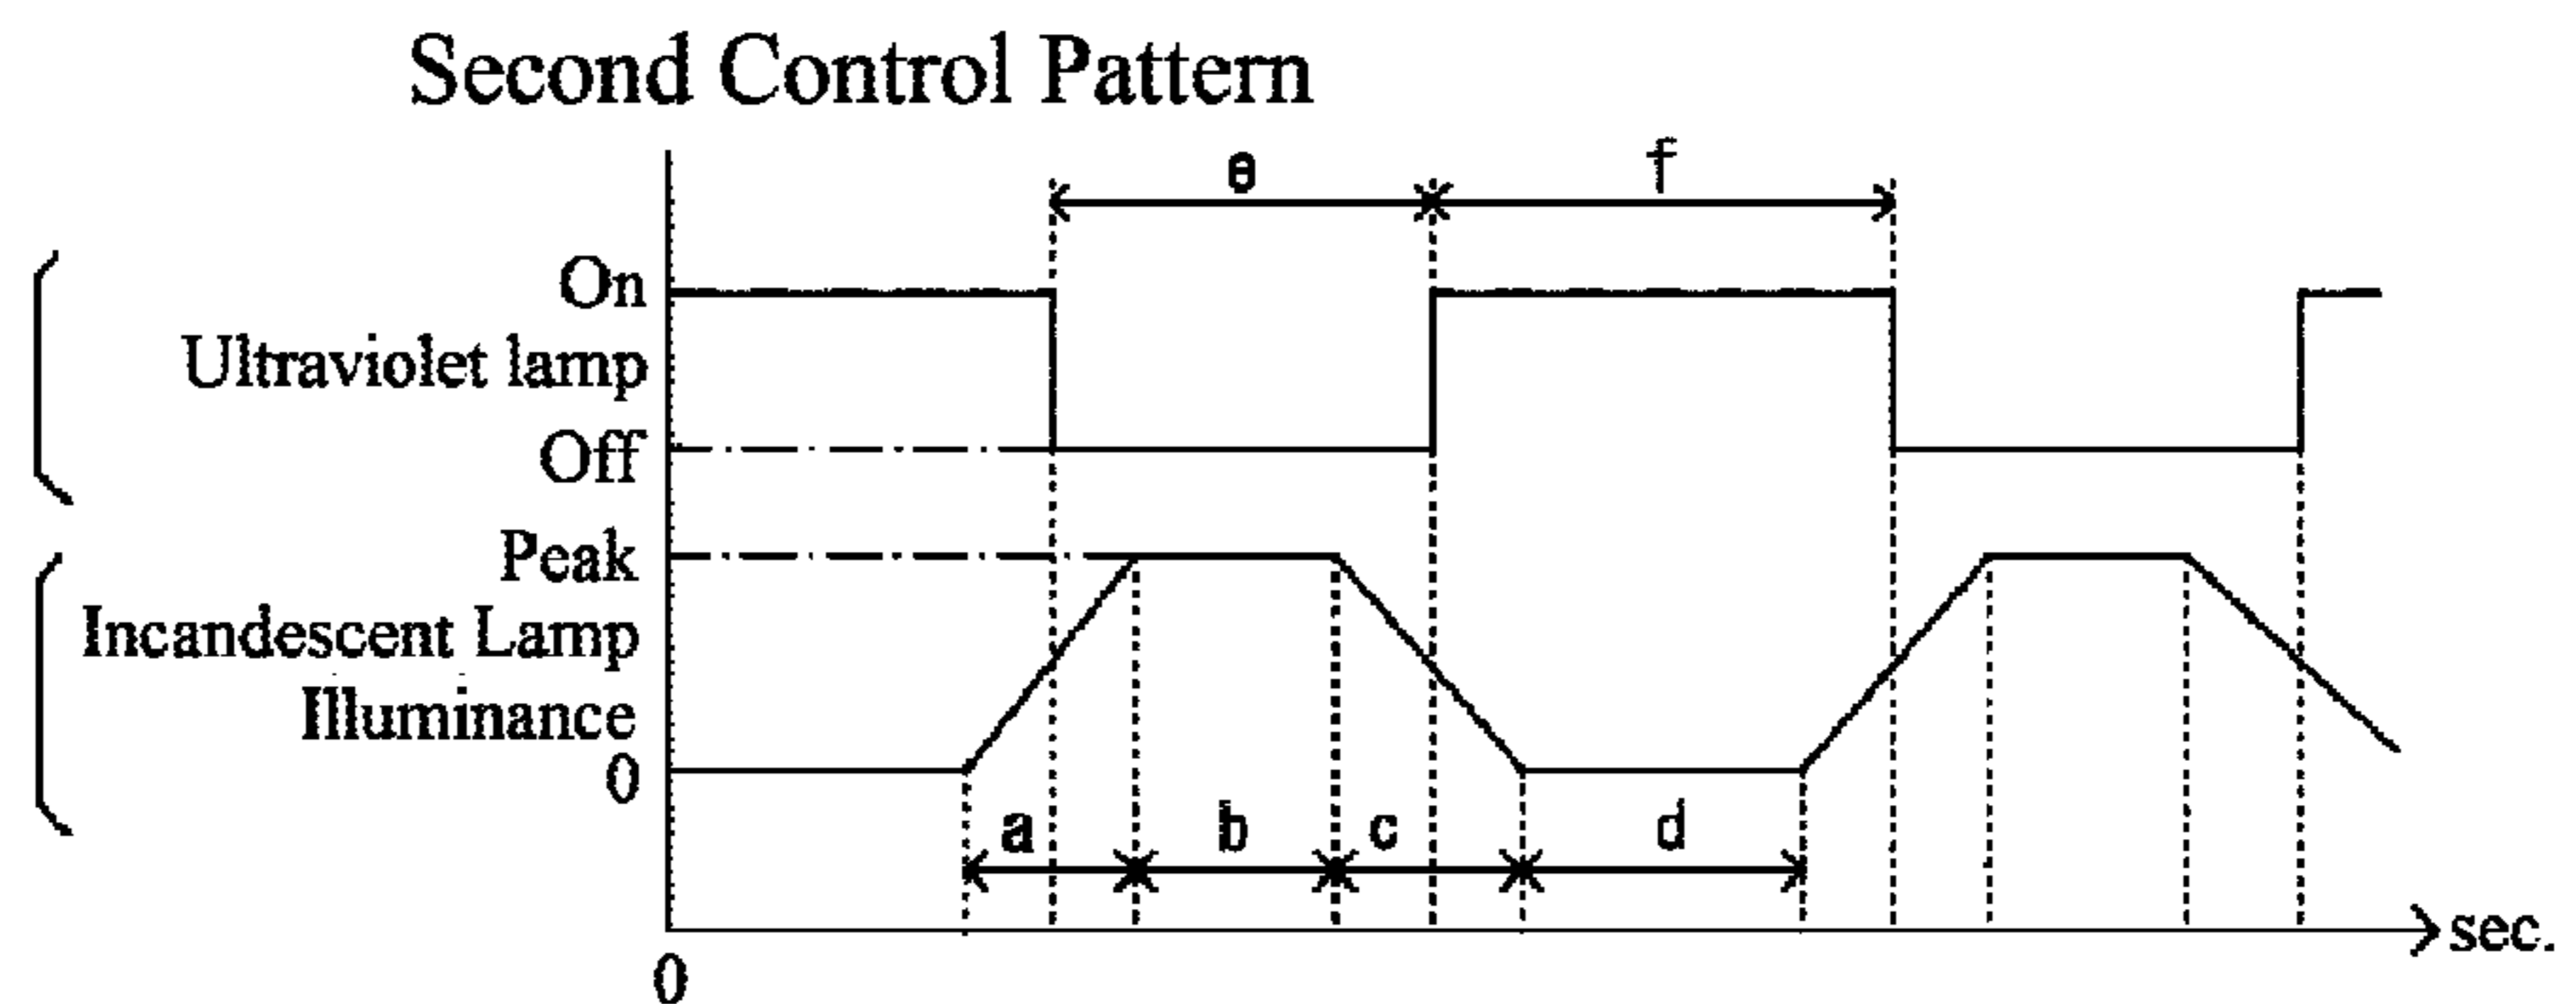 Second Control Pattern
e f
On
Ultraviolet lamp
Off
Peak
Incandescent Lamp
Illuminance
0
a b c d
sec.
0